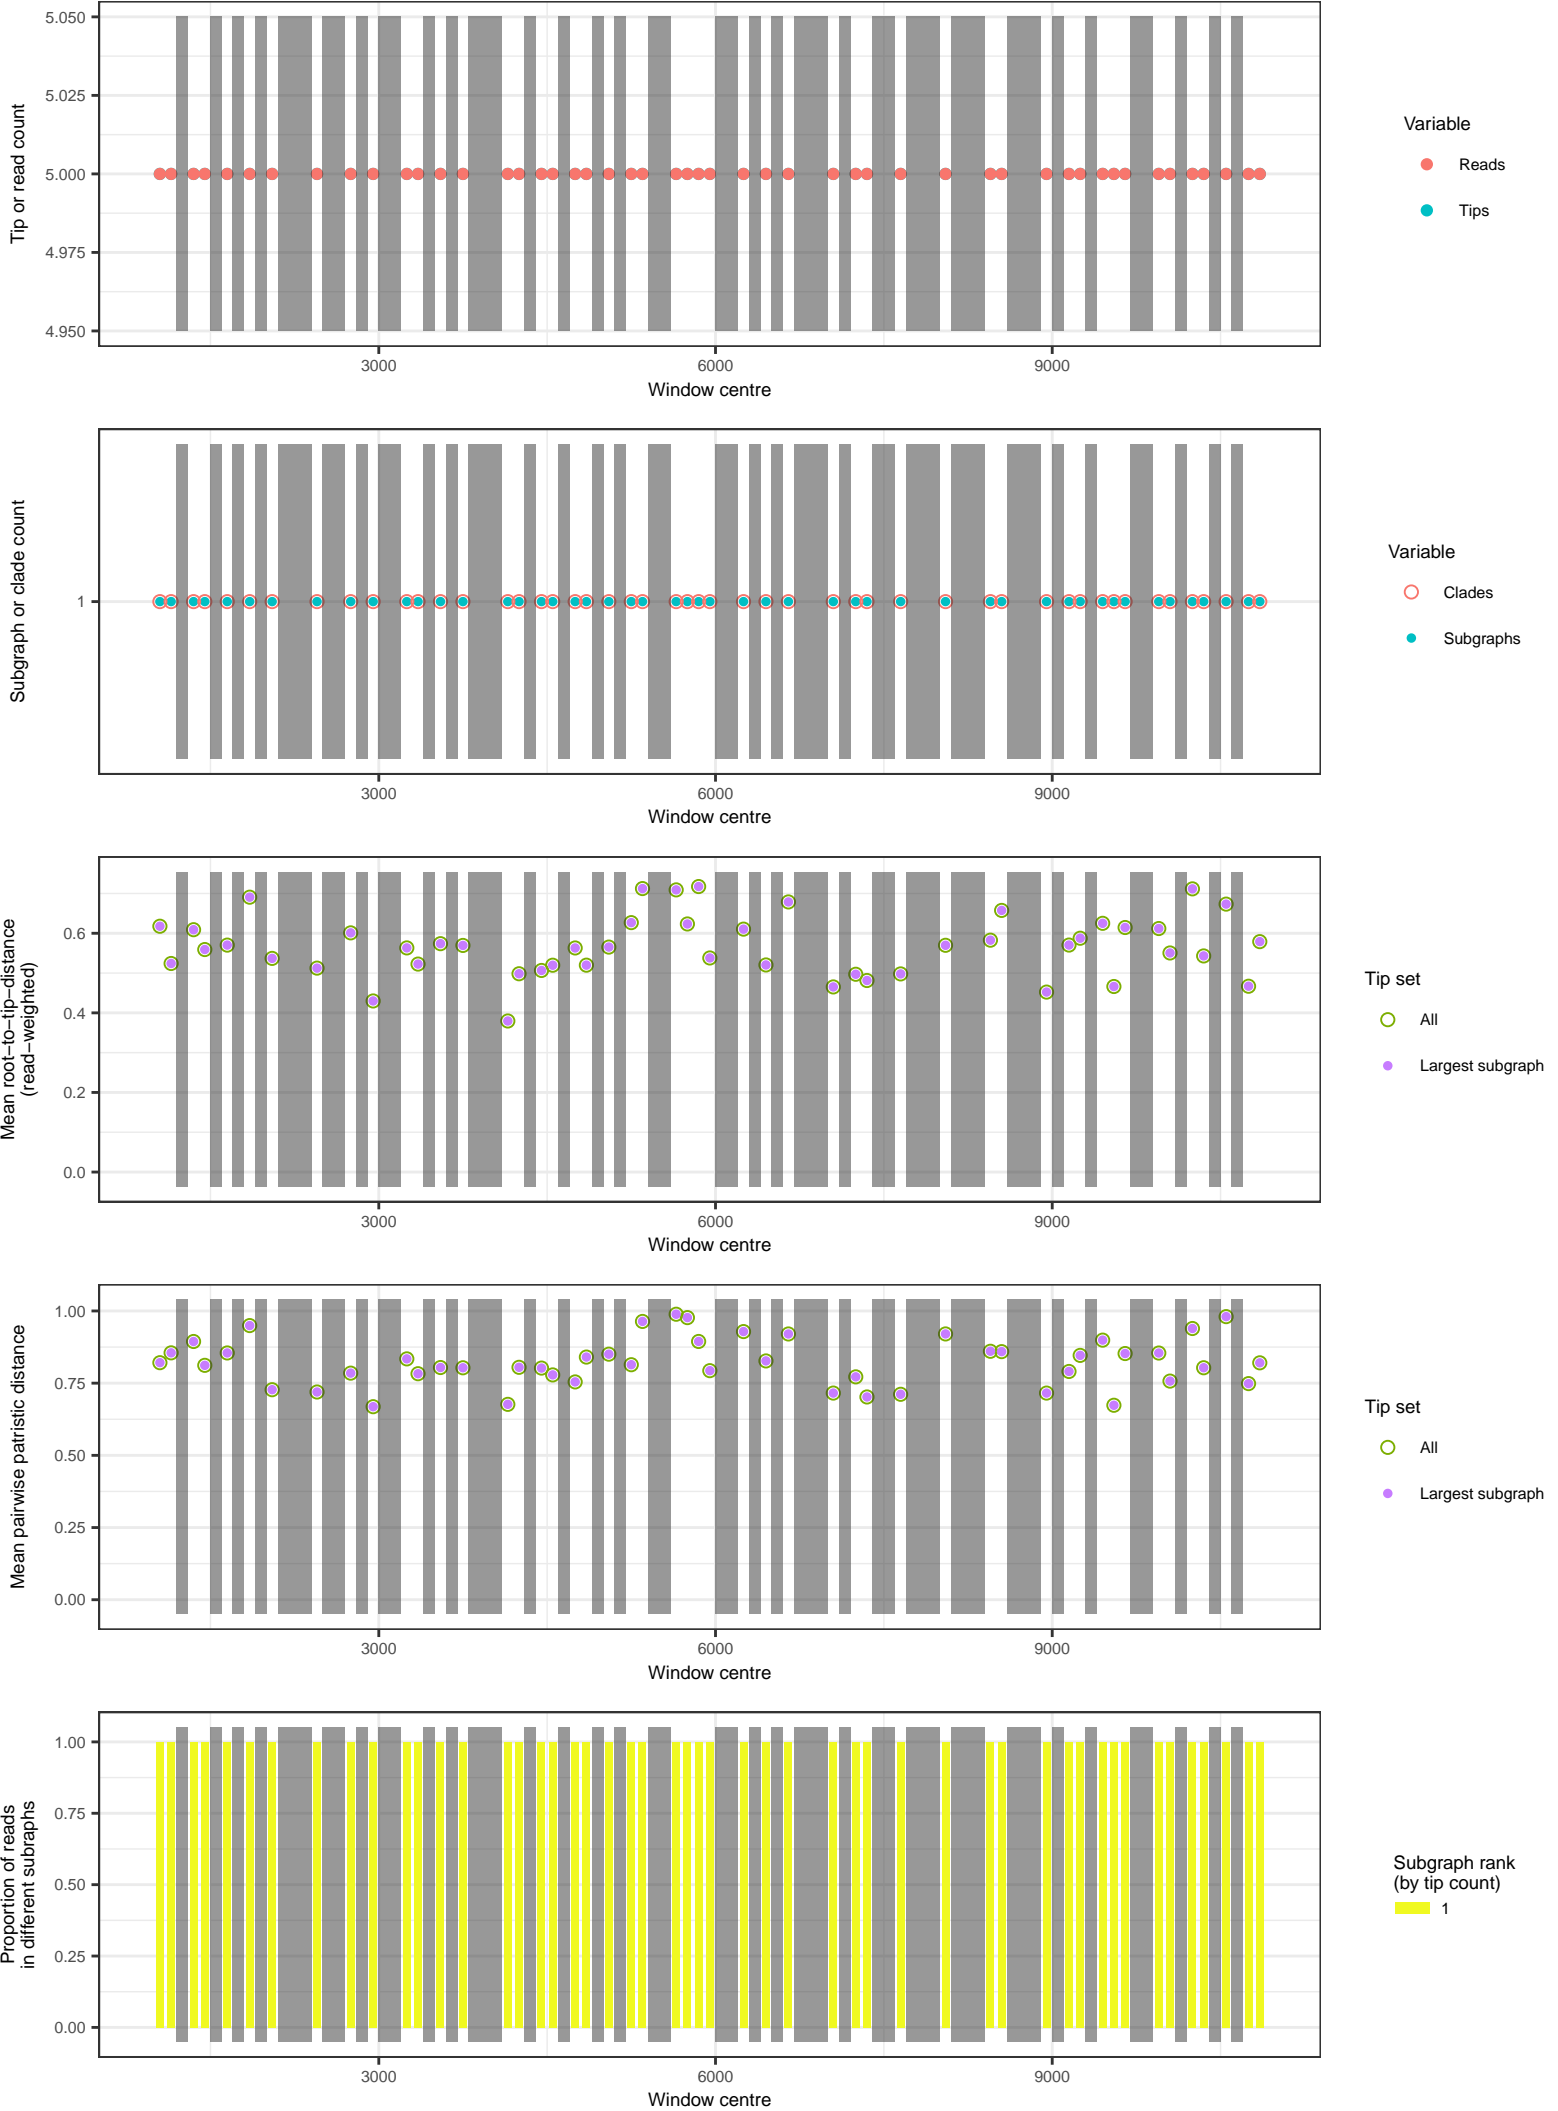 5.050
5.025
5.000
4.975
4.950
Tip or read count
3000
6000
9000
Window centre
Variable
Reads
Tips
1
Subgraph or clade count
3000
6000
9000
Window centre
Variable
Clades
Subgraphs
0.6
0.4
0.2
0.0
Mean root−to−tip−distance
(read−weighted)
3000
6000
9000
Window centre
Tip set
All
Largest subgraph
1.00
0.75
0.50
0.25
0.00
Mean pairwise patristic distance
3000
6000
9000
Window centre
Tip set
All
Largest subgraph
1.00
0.75
0.50
0.25
0.00
Proportion of reads
in different subraphs
3000
6000
9000
Window centre
Subgraph rank
(by tip count)
1